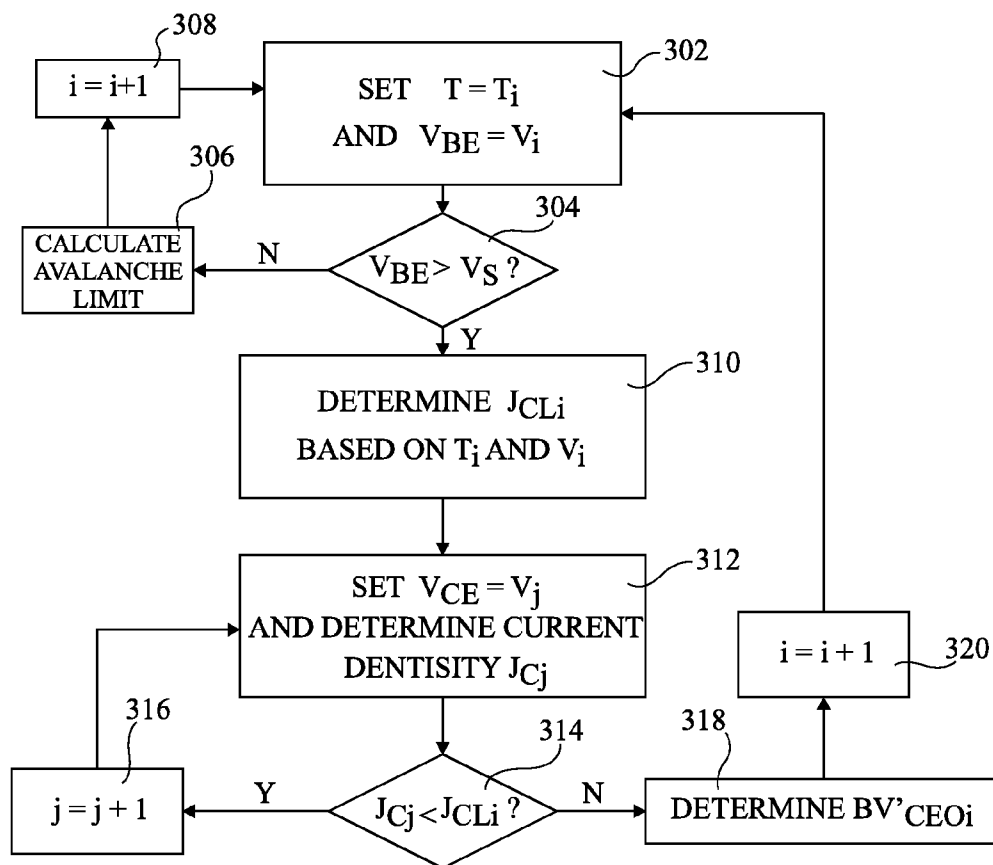 308
i = i+1
302
SET T = Ti
AND VBE = Vi
306
CALCULATE
AVALANCHE
LIMIT
304
N
VBE > VS ?
Y
310
DETERMINE JCLi
BASED ON Ti AND Vi
312
SET VCE = Vj
AND DETERMINE CURRENT
DENTISITY JCj
320
i = i + 1
316
j = j + 1
314
Y
JCj < JCLi ?
N
318
DETERMINE BV'CEOi